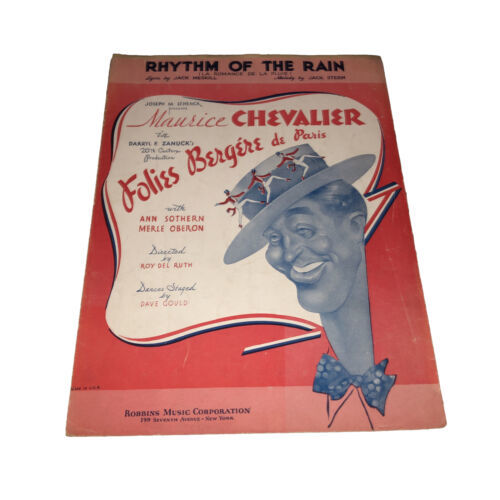 RHYTHM OF THE RAIN
(LA ROMANCE DE LA PLUIE)
Lyric by JACK MESKILL Melody by JACK STERN
JOSEPH M. SCHENCK
presents
Maurice CHEVALIER
in
DARRYL F. ZANUCK'S
20th Century
Production
Folies Bergère de Paris
with
ANN SOTHERN
MERLE OBERON
Directed
by
ROY DEL RUTH
Dances Staged
by
DAVE GOULD
MADE IN U.S.A.
ROBBINS MUSIC CORPORATION
799 SEVENTH AVENUE - NEW YORK